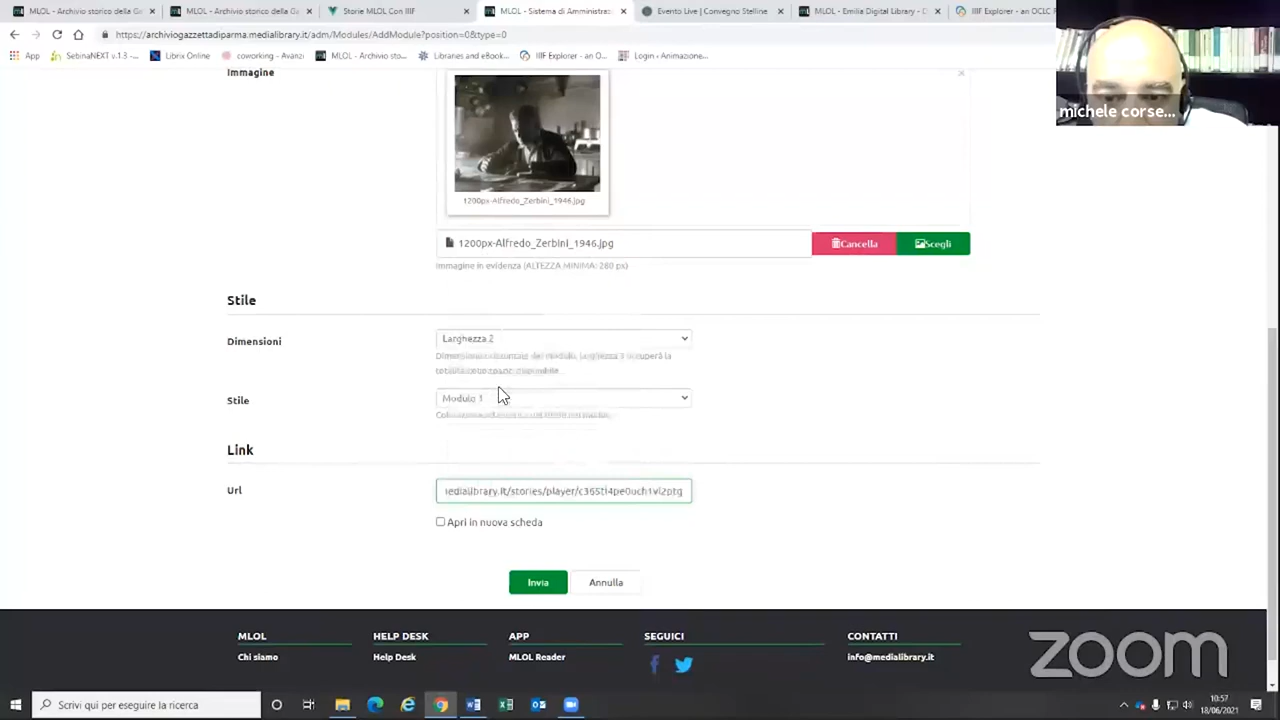 MLOL - Archivio storico della Ga
MLOL - Archivio storico della Ga
Storie MLOL Con IIIF
MLOL - Sistema di Amministraz
Evento Live | Convegno Stelline
MLOL - Emilia Digital Library - C
IIIF Explorer - an OCLC R
https://archiviogazzettadiparma.medialibrary.it/adm/Modules/AddModule?position=0&type=0
App
SebinaNEXT v.1.3 -...
Librix Online
coworking - Avanzi
MLOL - Archivio sto...
Libraries and eBook...
IIIF Explorer - an O...
Login ‹ Animazione...
michele corse...
Immagine
1200px-Alfredo_Zerbini_1946.jpg
1200px-Alfredo_Zerbini_1946.jpg
Cancella
Scegli
Immagine in evidenza (ALTEZZA MINIMA: 280 px)
Stile
Dimensioni
Larghezza 2
Stile
Modulo 1
Link
Url
Apri in nuova scheda
Invia
Annulla
MLOL
HELP DESK
APP
SEGUICI
CONTATTI
Chi siamo
Help Desk
MLOL Reader
info@medialibrary.it
zoom
Scrivi qui per eseguire la ricerca
10:57
18/06/2021